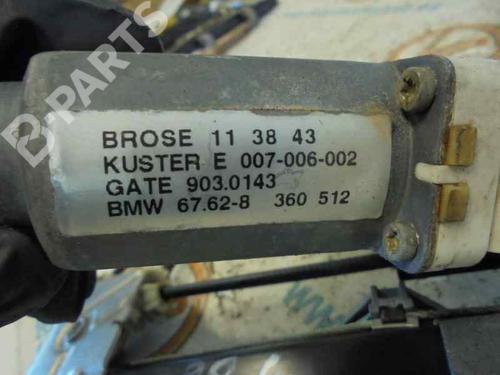 B-PARTS
BROSE 11 38 43
KUSTER E 007-006-002
GATE 903.0143
BMW 67.62-8 360 512